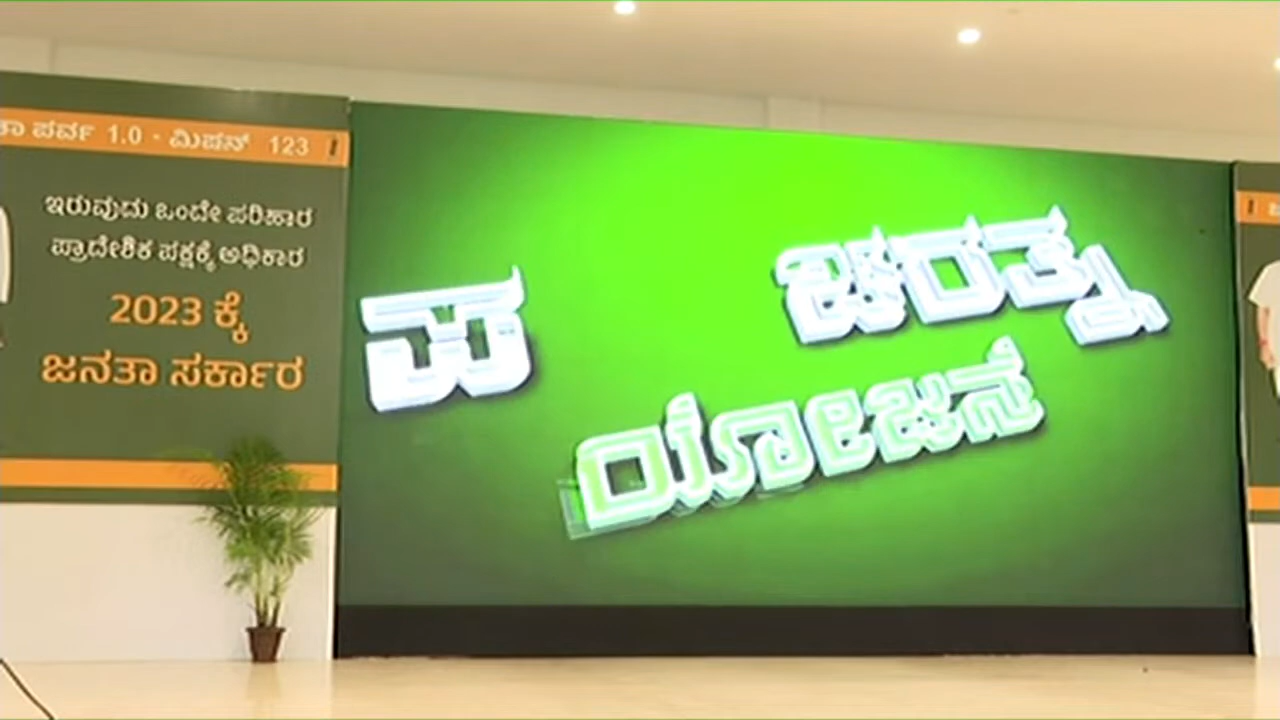 ಪರ್ವ 1.0 - ಮಿಷನ್ 123
ಇರುವುದು ಒಂದೇ ಪರಿಹಾರ
ಪ್ರಾದೇಶಿಕ ಪಕ್ಷಕ್ಕೆ ಅಧಿಕಾರ
2023 ಕ್ಕೆ
ಜನತಾ ಸರ್ಕಾರ
ಪ ಚರತ್ನ
ಯೋಜನೆ